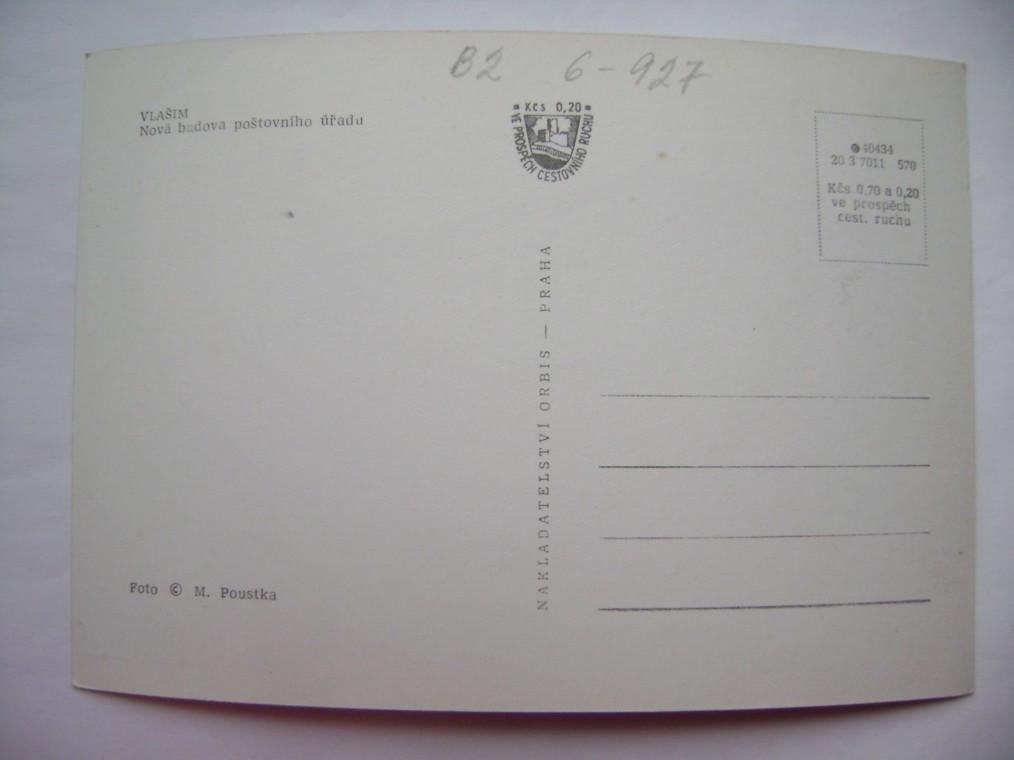 B2 6-927
VLAŠIM
Nová budova poštovního úřadu
Kčs 0,20
VE PROSPĚCH CESTOVNÍHO RUCHU
40434
20 3 7011 570
Kčs 0,70 a 0,20
ve prospěch
cest. ruchu
NAKLADATELSTVÍ ORBIS — PRAHA
Foto © M. Poustka